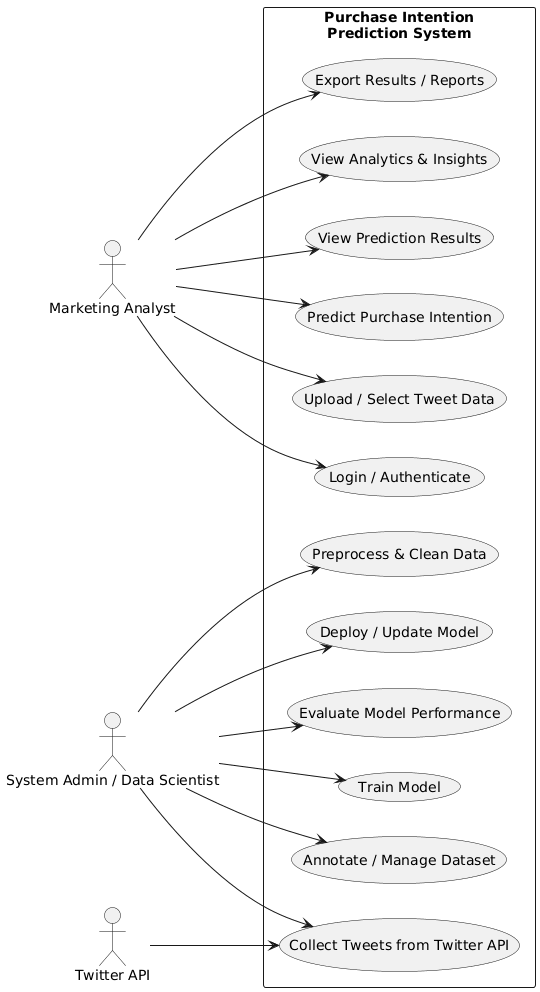 Purchase Intention
Prediction System
Export Results / Reports
View Analytics & Insights
View Prediction Results
Marketing Analyst
Predict Purchase Intention
Upload / Select Tweet Data
Login / Authenticate
Preprocess & Clean Data
Deploy / Update Model
Evaluate Model Performance
System Admin / Data Scientist
Train Model
Annotate / Manage Dataset
Collect Tweets from Twitter API
Twitter API